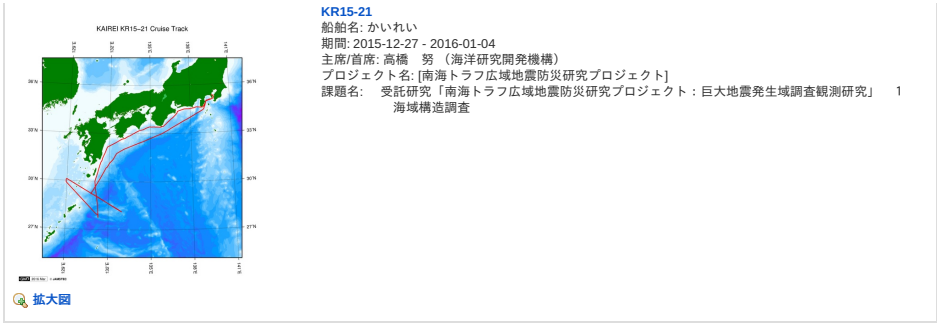 KAIREI KR15-21 Cruise Track
36°N
33°N
30°N
27°N
36°N
33°N
30°N
27°N
拡大図
KR15-21
船舶名: かいれい
期間: 2015-12-27 - 2016-01-04
主席/首席: 高橋 努 （海洋研究開発機構）
プロジェクト名: [南海トラフ広域地震防災研究プロジェクト]
課題名: 受託研究「南海トラフ広域地震防災研究プロジェクト：巨大地震発生域調査観測研究」 1
海域構造調査